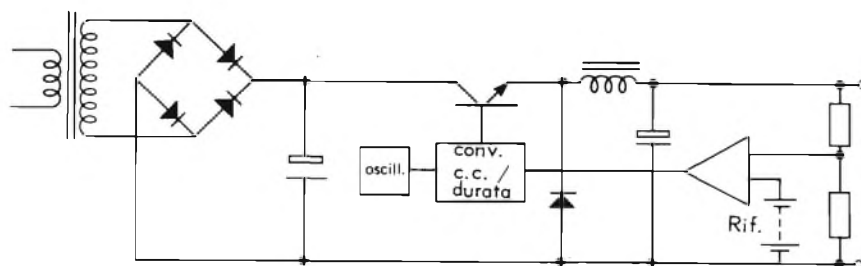 oscill.
conv.
c.c./
durata
Rif.